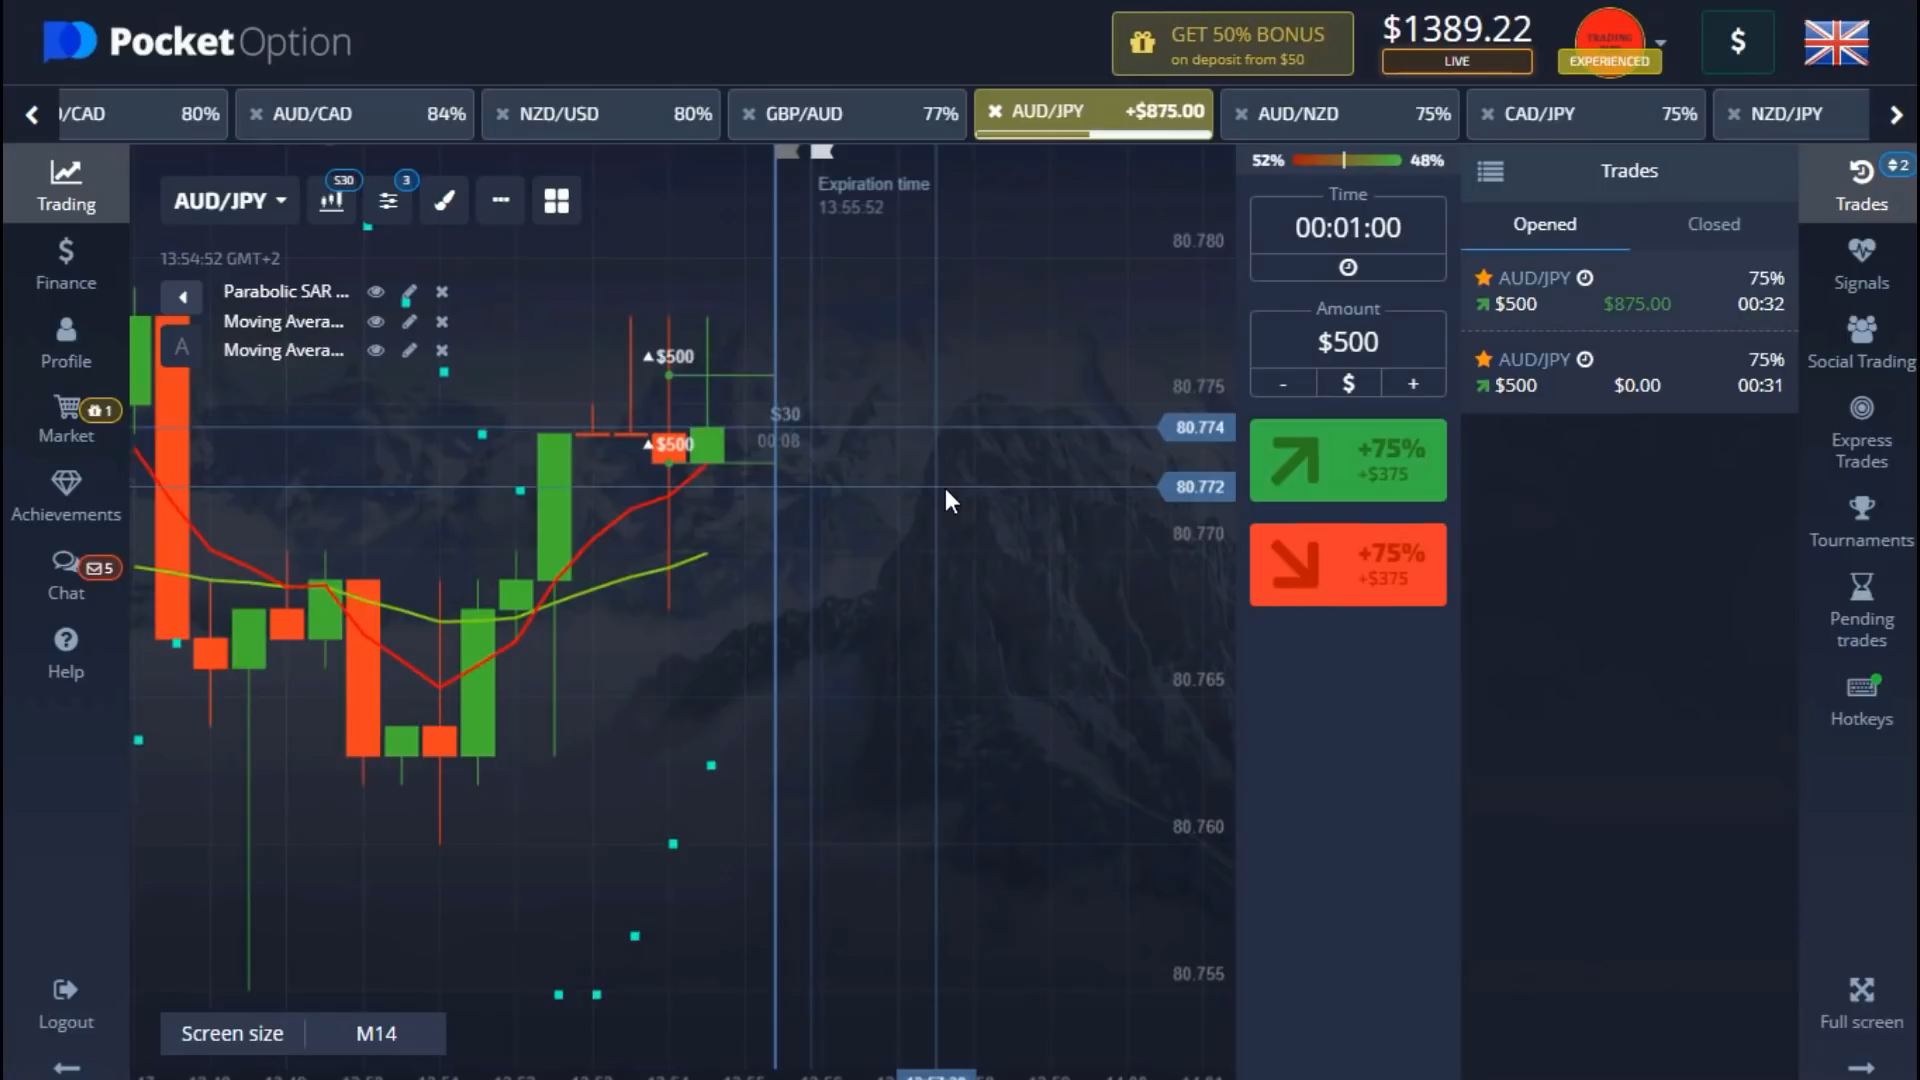 PocketOption
GET 50% BONUS
on deposit from $50
$1389.22
LIVE
EXPERIENCED
$
/CAD 80%
AUD/CAD 84%
NZD/USD 80%
GBP/AUD 77%
AUD/JPY +$875.00
AUD/NZD 75%
CAD/JPY 75%
NZD/JPY
Trading
Finance
Profile
Market
1
Achievements
Chat
5
Help
Logout
AUD/JPY
S30
3
13:54:52 GMT+2
Parabolic SAR ...
Moving Avera...
Moving Avera...
A
Expiration time
13:55:52
$500
$500
S30
00:08
80.780
80.775
80.774
80.772
80.770
80.765
80.760
80.755
Screen size M14
52% 48%
Time
00:01:00
Amount
$500
- $ +
+75%
+$375
+75%
+$375
Trades
Opened Closed
AUD/JPY 75%
$500 $875.00 00:32
AUD/JPY 75%
$500 $0.00 00:31
2
Trades
Signals
Social Trading
Express
Trades
Tournaments
Pending
trades
Hotkeys
Full screen